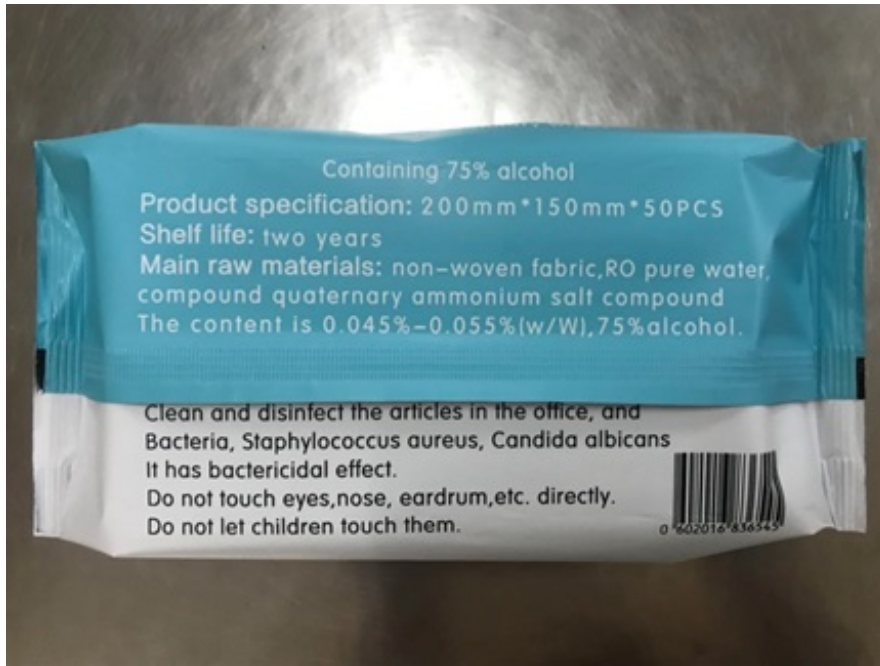 Containing 75% alcohol
Product specification: 200mm*150mm*50PCS
Shelf life: two years
Main raw materials: non-woven fabric,RO pure water,
compound quaternary ammonium salt compound
The content is 0.045%-0.055%(w/W),75%alcohol.
Clean and disinfect the articles in the office, and
Bacteria, Staphylococcus aureus, Candida albicans
It has bactericidal effect.
Do not touch eyes,nose, eardrum,etc. directly.
Do not let children touch them.
0 602016 836545